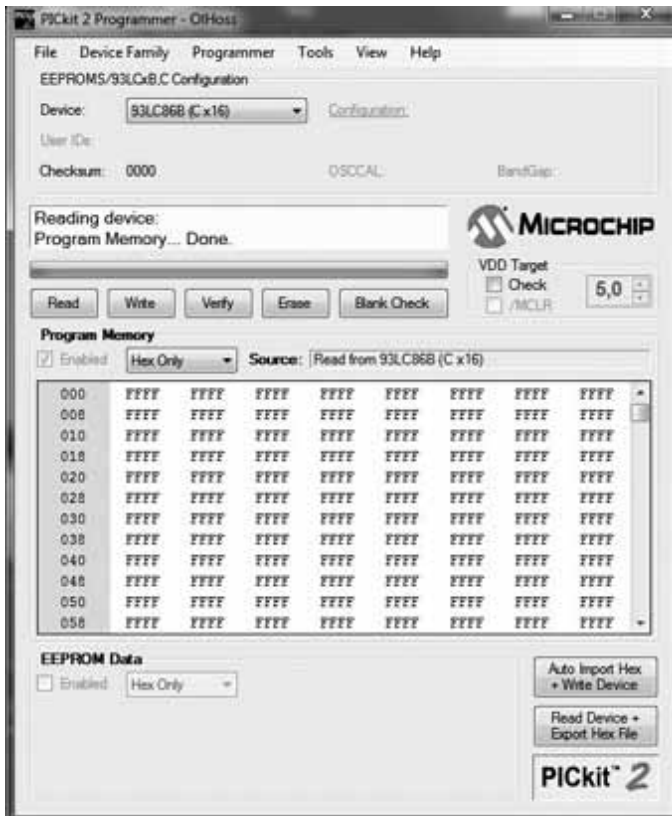 PICkit 2 Programmer - OlHoss
File Device Family Programmer Tools View Help
EEPROMS/93LCxB,C Configuration
Device: 93LC86B (C x16) Configuration:
User IDs:
Checksum: 0000 OSCCAL: BandGap:
Reading device:
Program Memory... Done.
MICROCHIP
VDD Target
Check
/MCLR
5,0
Read Write Verify Erase Blank Check
Program Memory
Enabled Hex Only Source: Read from 93LC86B (C x16)
000 FFFF FFFF FFFF FFFF FFFF FFFF FFFF FFFF
008 FFFF FFFF FFFF FFFF FFFF FFFF FFFF FFFF
010 FFFF FFFF FFFF FFFF FFFF FFFF FFFF FFFF
018 FFFF FFFF FFFF FFFF FFFF FFFF FFFF FFFF
020 FFFF FFFF FFFF FFFF FFFF FFFF FFFF FFFF
028 FFFF FFFF FFFF FFFF FFFF FFFF FFFF FFFF
030 FFFF FFFF FFFF FFFF FFFF FFFF FFFF FFFF
038 FFFF FFFF FFFF FFFF FFFF FFFF FFFF FFFF
040 FFFF FFFF FFFF FFFF FFFF FFFF FFFF FFFF
048 FFFF FFFF FFFF FFFF FFFF FFFF FFFF FFFF
050 FFFF FFFF FFFF FFFF FFFF FFFF FFFF FFFF
058 FFFF FFFF FFFF FFFF FFFF FFFF FFFF FFFF
EEPROM Data
Enabled Hex Only
Auto Import Hex
+ Write Device
Read Device +
Export Hex File
PICkit™ 2